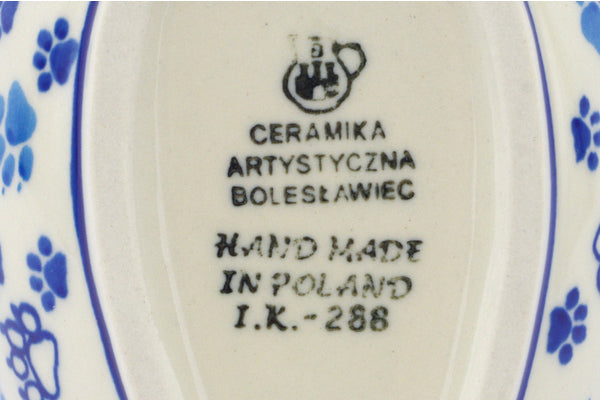 CERAMIKA
ARTYSTYCZNA
BOLESŁAWIEC
HAND MADE
IN POLAND
I.K.-288